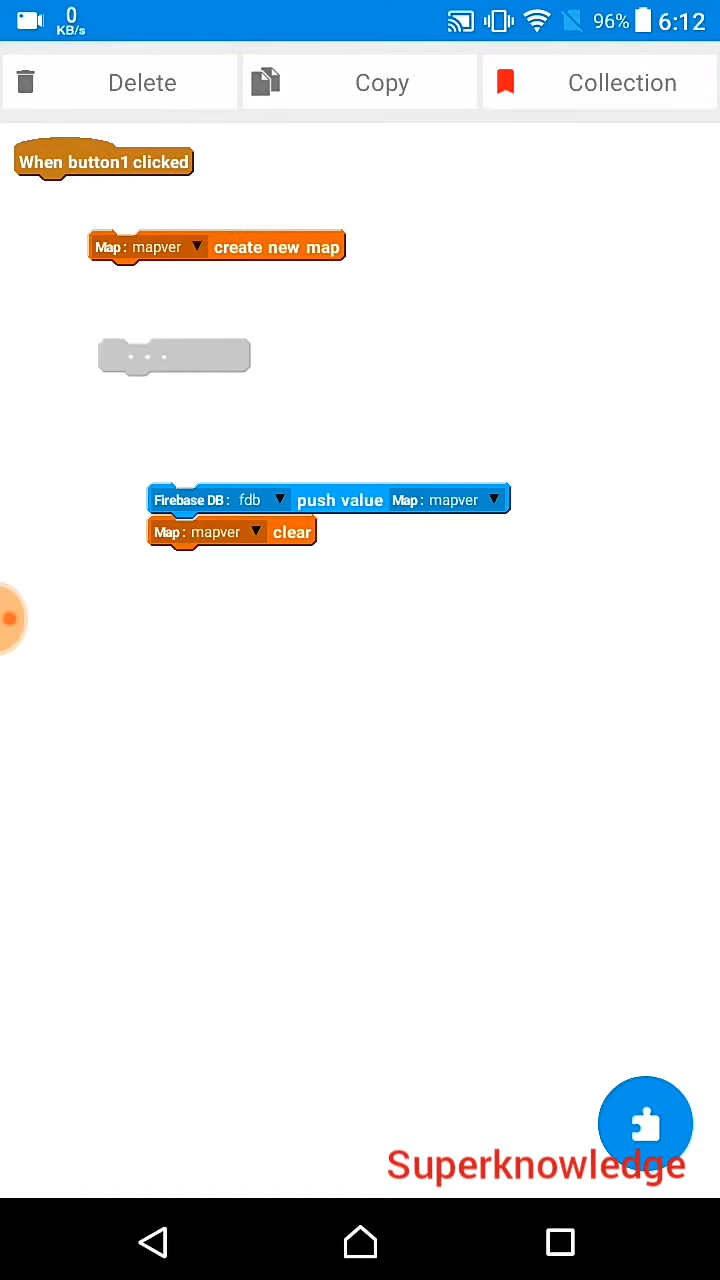 0
KB/s
96%
6:12
Delete
Copy
Collection
When button1 clicked
Map: mapver ▼ create new map
Firebase DB: fdb ▼ push value Map: mapver ▼
Map: mapver ▼ clear
Superknowledge